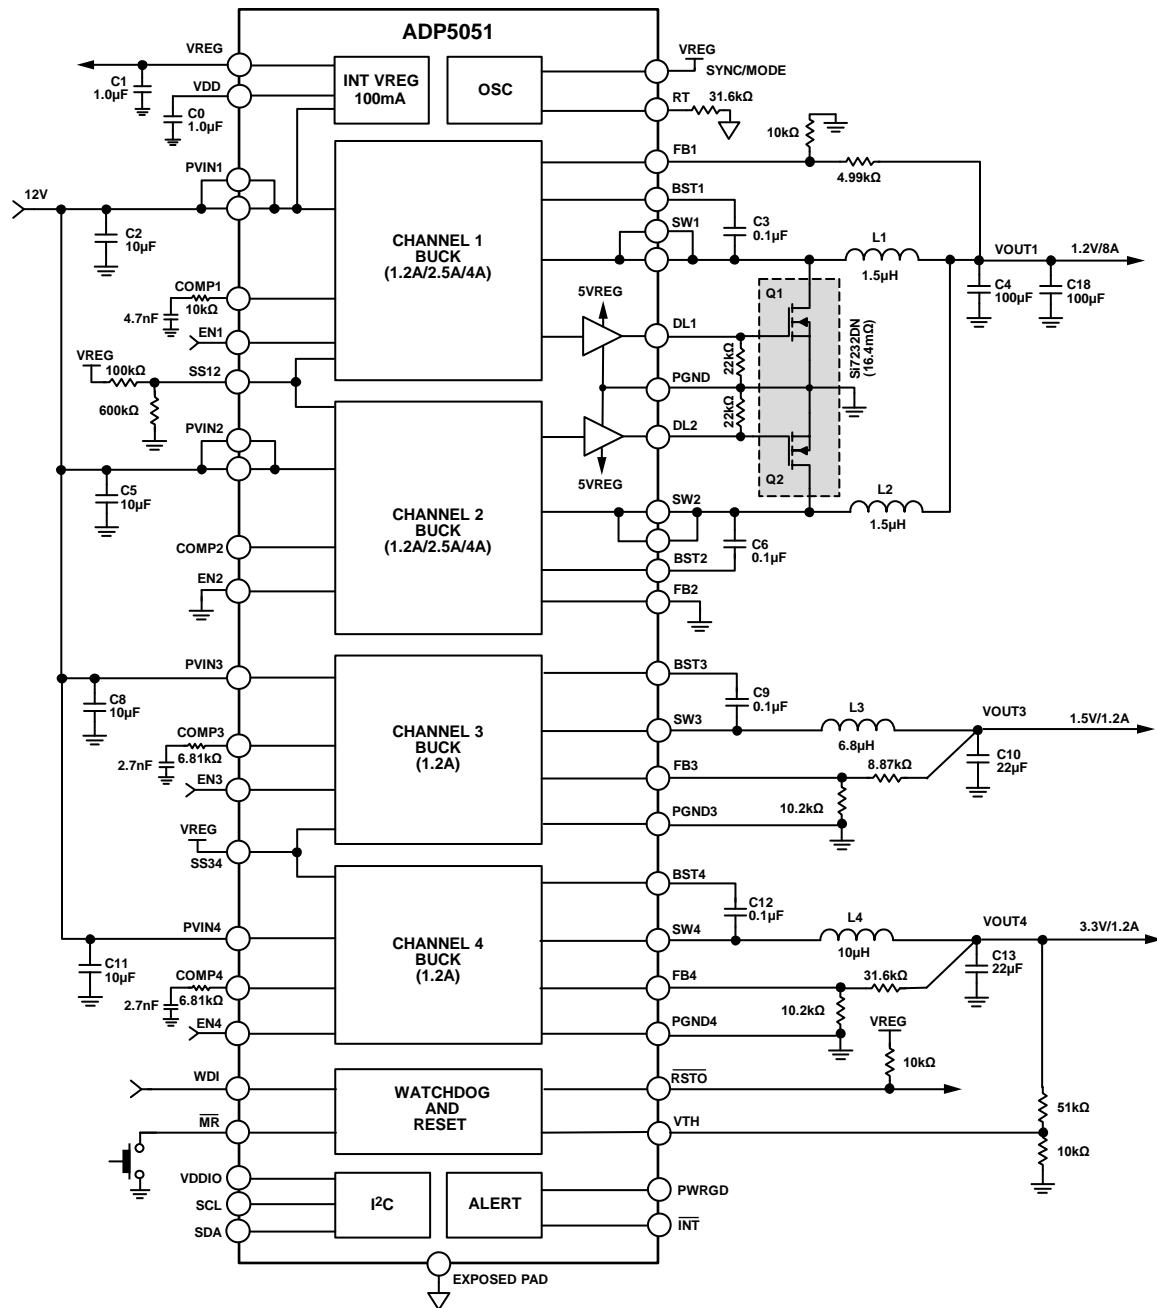 ADP5051
VREG
C1
1.0µF
VDD
C0
1.0µF
INT VREG
100mA
OSC
VREG
SYNC/MODE
RT
31.6kΩ
12V
PVIN1
C2
10µF
COMP1
10kΩ
4.7nF
EN1
VREG
100kΩ
SS12
600kΩ
CHANNEL 1
BUCK
(1.2A/2.5A/4A)
FB1
10kΩ
4.99kΩ
BST1
C3
0.1µF
SW1
L1
1.5µH
VOUT1
1.2V/8A
C4
100µF
C18
100µF
5VREG
DL1
22kΩ
Q1
Si7232DN
(16.4mΩ)
PGND
22kΩ
DL2
Q2
5VREG
PVIN2
C5
10µF
COMP2
EN2
CHANNEL 2
BUCK
(1.2A/2.5A/4A)
L2
1.5µH
SW2
C6
0.1µF
BST2
FB2
PVIN3
C8
10µF
COMP3
6.81kΩ
2.7nF
EN3
VREG
SS34
CHANNEL 3
BUCK
(1.2A)
BST3
C9
0.1µF
SW3
L3
6.8µH
VOUT3
1.5V/1.2A
C10
22µF
FB3
8.87kΩ
10.2kΩ
PGND3
PVIN4
C11
10µF
COMP4
6.81kΩ
2.7nF
EN4
CHANNEL 4
BUCK
(1.2A)
BST4
C12
0.1µF
SW4
L4
10µH
VOUT4
3.3V/1.2A
C13
22µF
FB4
31.6kΩ
10.2kΩ
PGND4
VREG
10kΩ
WDI
MR
WATCHDOG
AND
RESET
RSTO
VTH
51kΩ
10kΩ
VDDIO
SCL
SDA
I²C
ALERT
PWRGD
INT
EXPOSED PAD